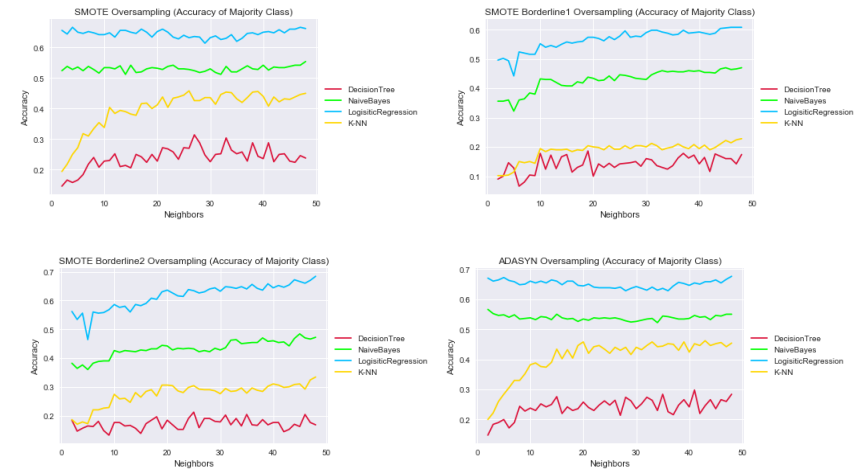 SMOTE Oversampling (Accuracy of Majority Class)
Accuracy
0.6
0.5
0.4
0.3
0.2
0
10
20
30
40
50
Neighbors
DecisionTree
NaiveBayes
LogisiticRegression
K-NN
SMOTE Borderline1 Oversampling (Accuracy of Majority Class)
Accuracy
0.6
0.5
0.4
0.3
0.2
0.1
0
10
20
30
40
50
Neighbors
DecisionTree
NaiveBayes
LogisiticRegression
K-NN
SMOTE Borderline2 Oversampling (Accuracy of Majority Class)
Accuracy
0.7
0.6
0.5
0.4
0.3
0.2
0
10
20
30
40
50
Neighbors
DecisionTree
NaiveBayes
LogisiticRegression
K-NN
ADASYN Oversampling (Accuracy of Majority Class)
Accuracy
0.7
0.6
0.5
0.4
0.3
0.2
0
10
20
30
40
50
Neighbors
DecisionTree
NaiveBayes
LogisiticRegression
K-NN